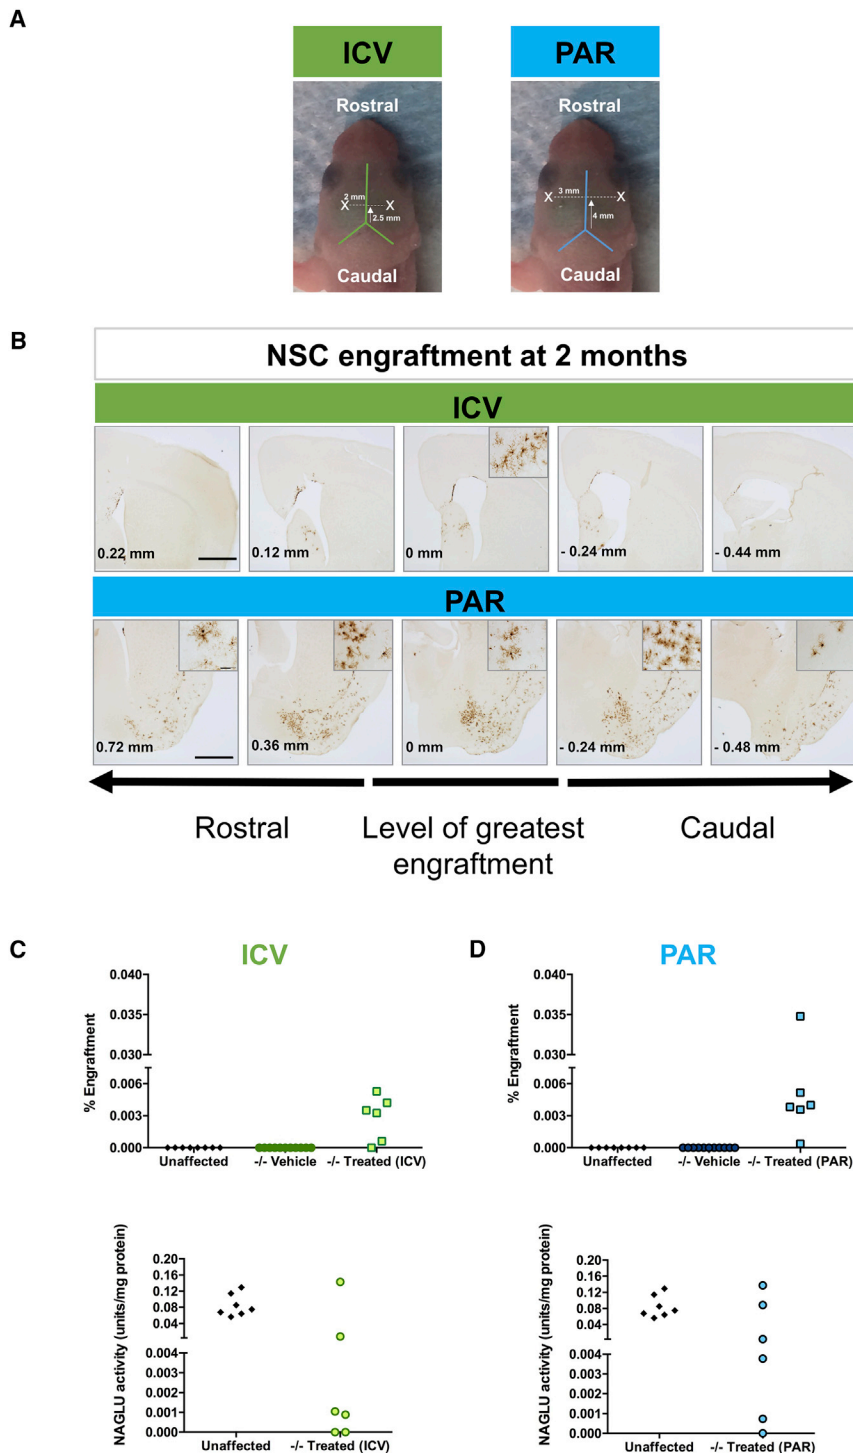 A
ICV
PAR
Rostral
Rostral
2 mm
X
X
2.5 mm
3 mm
X
X
4 mm
Caudal
Caudal
B
NSC engraftment at 2 months
ICV
0.22 mm
0.12 mm
0 mm
- 0.24 mm
- 0.44 mm
PAR
0.72 mm
0.36 mm
0 mm
- 0.24 mm
- 0.48 mm
Rostral
Level of greatest
engraftment
Caudal
C
ICV
% Engraftment
0.040
0.035
0.030
0.006
0.003
0.000
Unaffected
-/- Vehicle
-/- Treated (ICV)
NAGLU activity (units/mg protein)
0.20
0.16
0.12
0.08
0.04
0.004
0.003
0.002
0.001
0.000
Unaffected
-/- Treated (ICV)
D
PAR
% Engraftment
0.040
0.035
0.030
0.006
0.003
0.000
Unaffected
-/- Vehicle
-/- Treated (PAR)
NAGLU activity (units/mg protein)
0.20
0.16
0.12
0.08
0.04
0.004
0.003
0.002
0.001
0.000
Unaffected
-/- Treated (PAR)